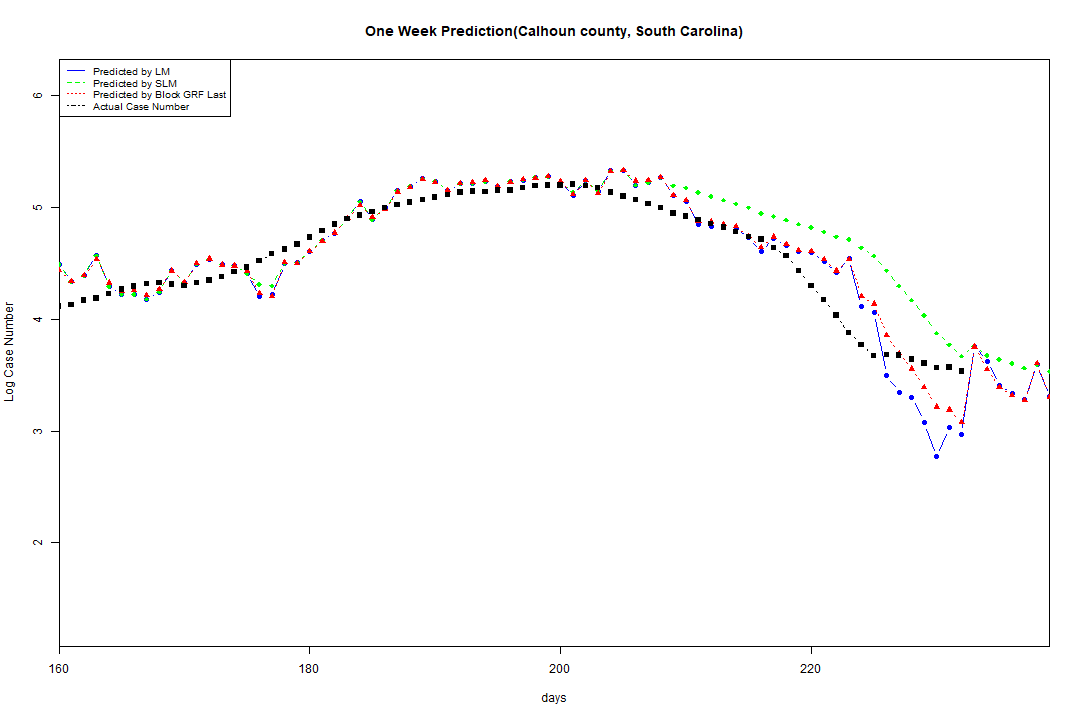 One Week Prediction(Calhoun county, South Carolina)
Predicted by LM
Predicted by SLM
Predicted by Block GRF Last
Actual Case Number
6
5
4
3
2
Log Case Number
160 180 200 220
days